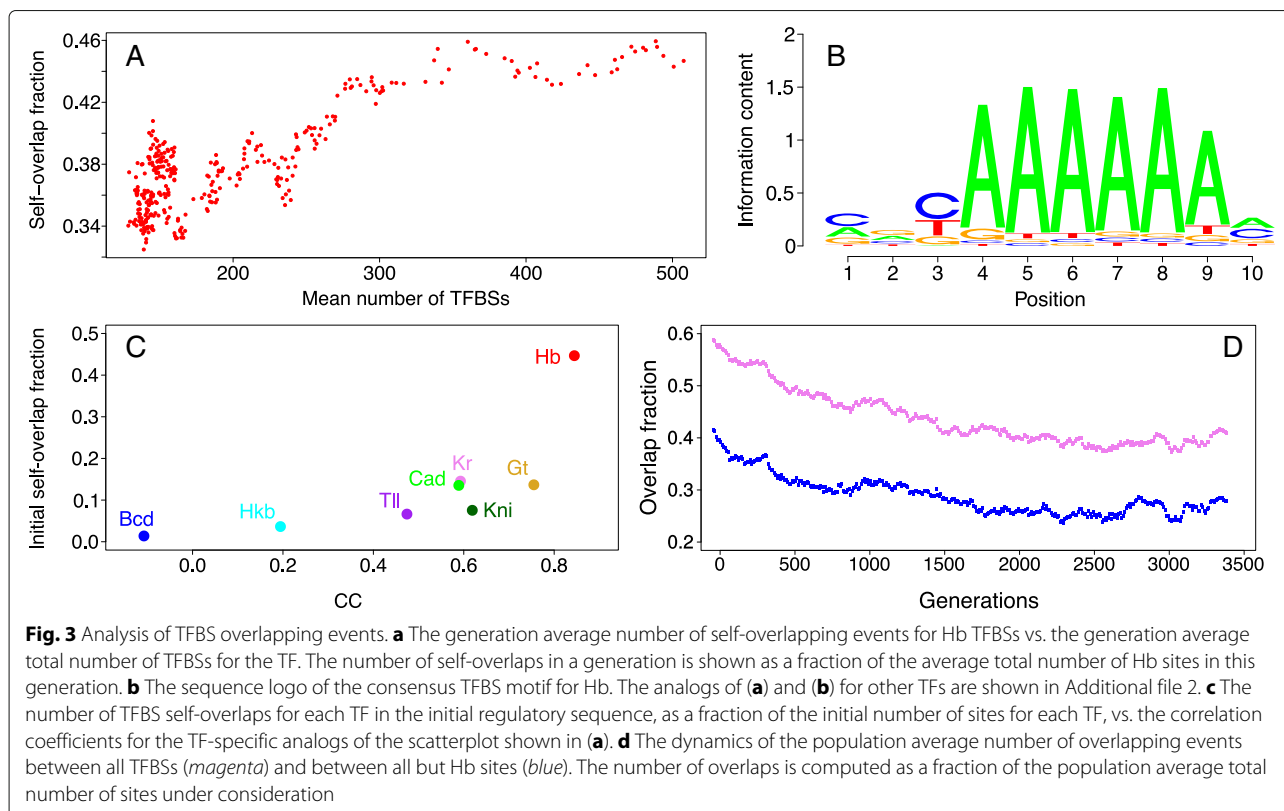 A
Self−overlap fraction
0.46
0.42
0.38
0.34
200
300
400
500
Mean number of TFBSs
B
Information content
2
1.5
1
0.5
0
C
A
G
C
A
G
C
T
G
A
G
A
T
A
T
A
G
A
G
A
T
A
C
1
2
3
4
5
6
7
8
9
10
Position
C
Initial self-overlap fraction
0.5
0.4
0.3
0.2
0.1
0.0
Hb
Kr
Cad
Gt
Tll
Kni
Hkb
Bcd
0.0
0.2
0.4
0.6
0.8
CC
D
Overlap fraction
0.6
0.5
0.4
0.3
0.2
0
500
1000
1500
2000
2500
3000
3500
Generations
Fig. 3 Analysis of TFBS overlapping events. a The generation average number of self-overlapping events for Hb TFBSs vs. the generation average
total number of TFBSs for the TF. The number of self-overlaps in a generation is shown as a fraction of the average total number of Hb sites in this
generation. b The sequence logo of the consensus TFBS motif for Hb. The analogs of (a) and (b) for other TFs are shown in Additional file 2. c The
number of TFBS self-overlaps for each TF in the initial regulatory sequence, as a fraction of the initial number of sites for each TF, vs. the correlation
coefficients for the TF-specific analogs of the scatterplot shown in (a). d The dynamics of the population average number of overlapping events
between all TFBSs (magenta) and between all but Hb sites (blue). The number of overlaps is computed as a fraction of the population average total
number of sites under consideration